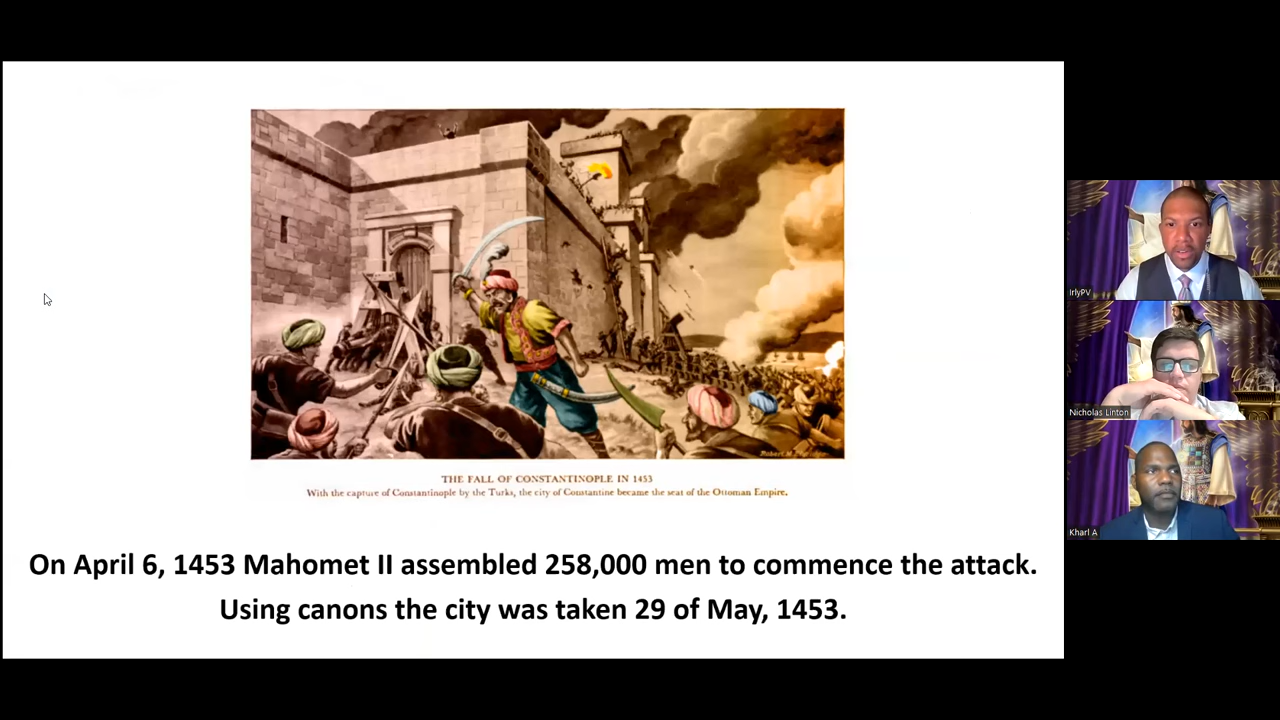 THE FALL OF CONSTANTINOPLE IN 1453
With the capture of Constantinople by the Turks, the city of Constantine became the seat of the Ottoman Empire.
On April 6, 1453 Mahomet II assembled 258,000 men to commence the attack.
Using canons the city was taken 29 of May, 1453.
IrlyPV
Nicholas Linton
Kharl A